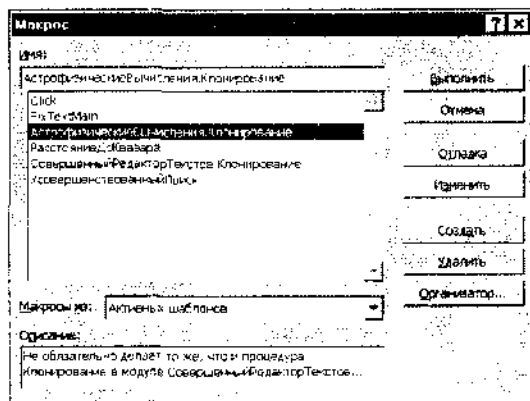 Макрос
Имя:
АстрофизическиеВычисления.Клонирование
Click
FixTextMain
АстрофизическиеВычисления.Клонирование
РасстояниеДоКвазара
СовершенныйРедакторТекстов.Клонирование
УсовершенствованныйПоиск
Выполнить
Отмена
Отладка
Изменить
Создать
Удалить
Организатор...
Макросы из:
Активных шаблонов
Описание:
Не обязательно делает то же, что и процедура
Клонирование в модуле СовершенныйРедакторТекстов...